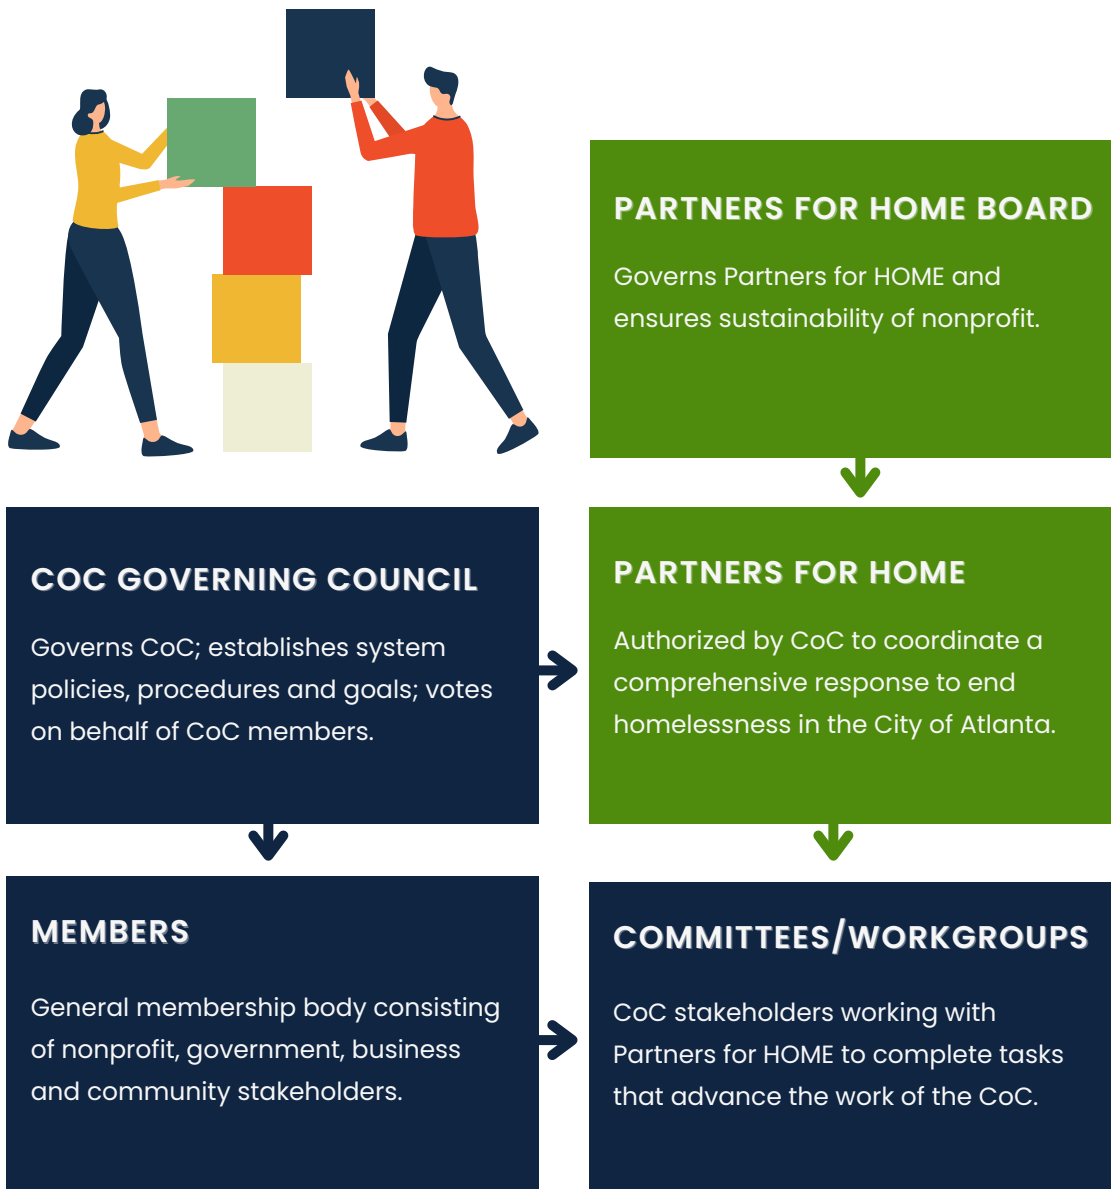 PARTNERS FOR HOME BOARD
Governs Partners for HOME and
ensures sustainability of nonprofit.
COC GOVERNING COUNCIL
Governs CoC; establishes system
policies, procedures and goals; votes
on behalf of CoC members.
PARTNERS FOR HOME
Authorized by CoC to coordinate a
comprehensive response to end
homelessness in the City of Atlanta.
MEMBERS
General membership body consisting
of nonprofit, government, business
and community stakeholders.
COMMITTEES/WORKGROUPS
CoC stakeholders working with
Partners for HOME to complete tasks
that advance the work of the CoC.